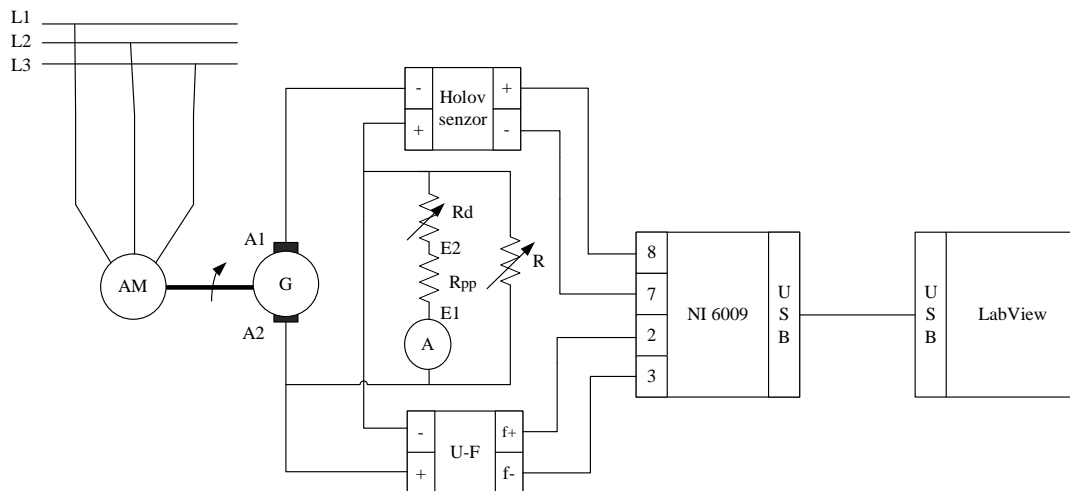 L1
L2
L3
AM
A1
G
A2
-
+
Holov
senzor
+
-
Rd
E2
Rpp
E1
A
R
-
+
U-F
f+
f-
8
7
2
3
NI 6009
U
S
B
U
S
B
LabView